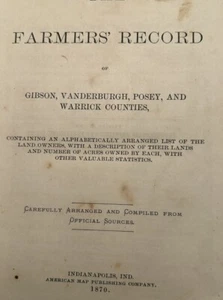 FARMERS' RECORD
OF
GIBSON, VANDERBURGH, POSEY, AND
WARRICK COUNTIES,
CONTAINING AN ALPHABETICALLY ARRANGED LIST OF THE
LAND OWNERS, WITH A DESCRIPTION OF THEIR LANDS
AND NUMBER OF ACRES OWNED BY EACH, WITH
OTHER VALUABLE STATISTICS.
CAREFULLY ARRANGED AND COMPILED FROM
OFFICIAL SOURCES.
INDIANAPOLIS, IND.
AMERICAN MAP PUBLISHING COMPANY.